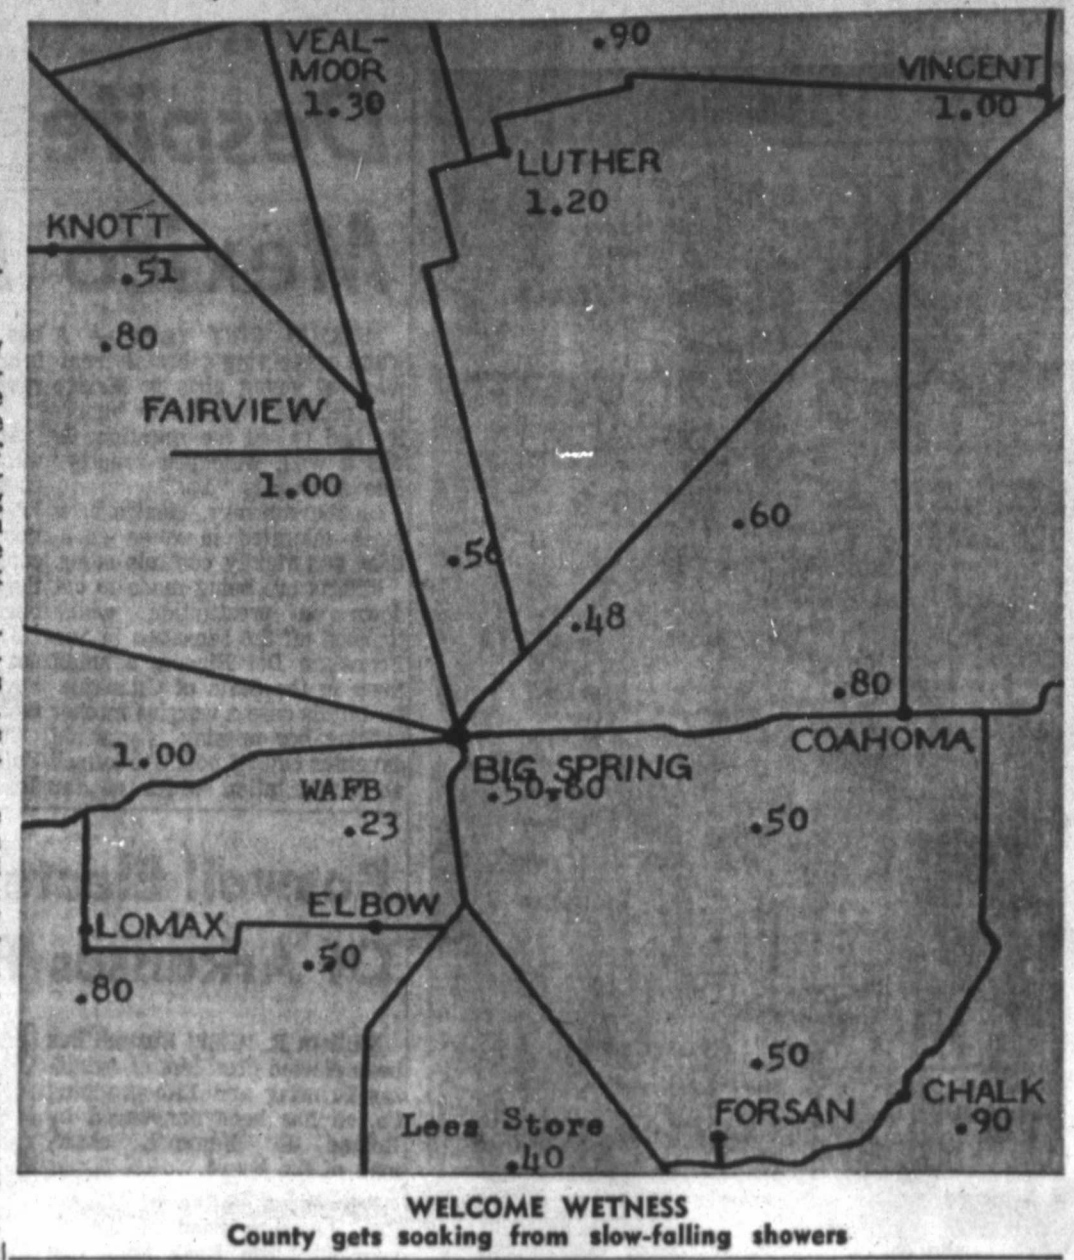 VEAL-
MOOR
1.30
.90
VINCENT
1.00
LUTHER
1.20
KNOTT
.51
.80
FAIRVIEW
1.00
.60
.56
.48
.80
COAHOMA
1.00
BIG SPRING
.50-.80
WAFB
.23
.50
LOMAX
ELBOW
.50
.80
.50
CHALK
.90
FORSAN
Lees Store
.40
WELCOME WETNESS
County gets soaking from slow-falling showers